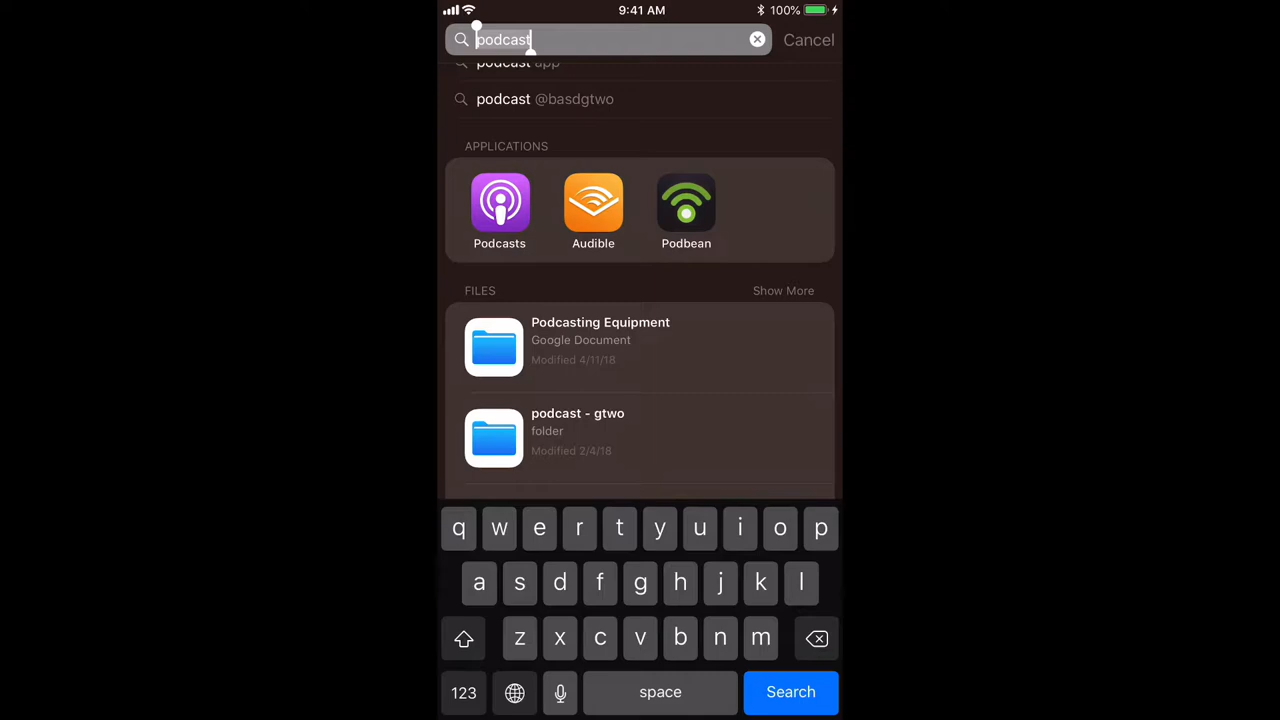 9:41 AM
100%
podcast
Cancel
podcast app
podcast @basdgtwo
APPLICATIONS
Podcasts
Audible
Podbean
FILES
Show More
Podcasting Equipment
Google Document
Modified 4/11/18
podcast - gtwo
folder
Modified 2/4/18
q w e r t y u i o p
a s d f g h j k l
z x c v b n m
123
space
Search